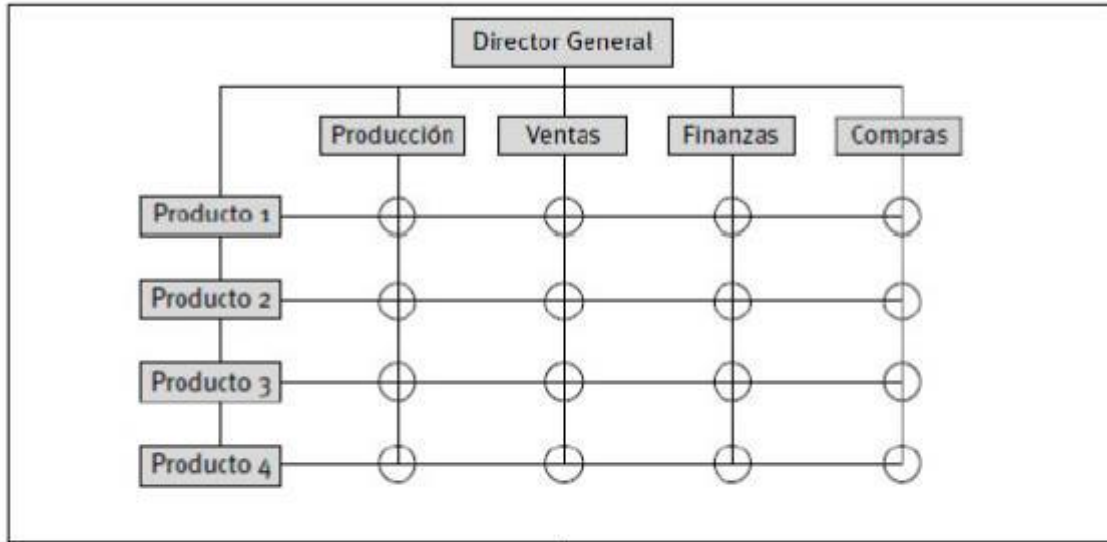 Director General
Producción
Ventas
Finanzas
Compras
Producto 1
Producto 2
Producto 3
Producto 4